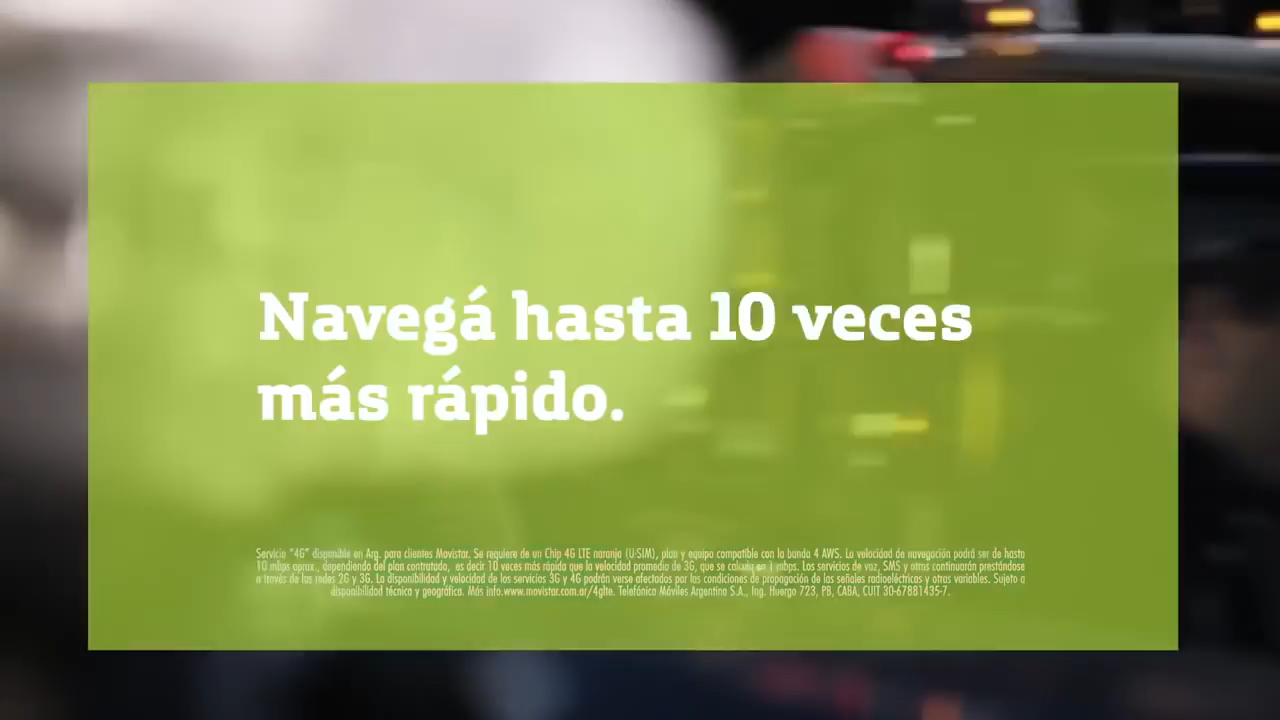 Navegá hasta 10 veces
más rápido.
Servicio "4G" disponible en Arg. para clientes Movistar. Se requiere de un Chip 4G LTE naranja (U-SIM), plan y equipo compatible con la banda 4 AWS. La velocidad de navegación podrá ser de hasta
10 mbps aprox., dependiendo del plan contratado, es decir 10 veces más rápida que la velocidad promedio de 3G, que se en 1 mbps. Los servicios de voz, SMS y otros continuarán prestándose
a través de las redes 2G y 3G. La disponibilidad y velocidad de los servicios 3G y 4G podrán verse afectados por las condiciones de propagación de las señales radioeléctricas y otras variables. Sujeto a
disponibilidad técnica y geográfica. Más info.www.movistar.com.ar/4glte. Telefónica Móviles Argentina S.A., Ing. Huergo 723, PB, CABA, CUIT 30-67881435-7.